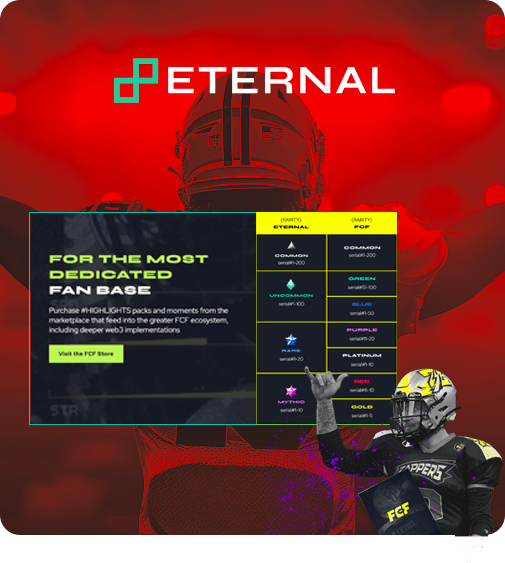 ETERNAL
(RARITY)
ETERNAL
(RARITY)
FCF
FOR THE MOST
DEDICATED
FAN BASE
Purchase #HIGHLIGHTS packs and moments from the
marketplace that feed into the greater FCF ecosystem,
including deeper web3 implementations
Visit the FCF Store
COMMON
serial#1-200
UNCOMMON
serial#1-100
RARE
serial#1-20
MYTHIC
serial#1-10
COMMON
serial#1-200
GREEN
serial#51-100
BLUE
serial#1-50
PURPLE
serial#11-20
PLATINUM
serial#1-10
RED
serial#6-10
GOLD
serial#1-5
STR
ZAPPERS
FCF